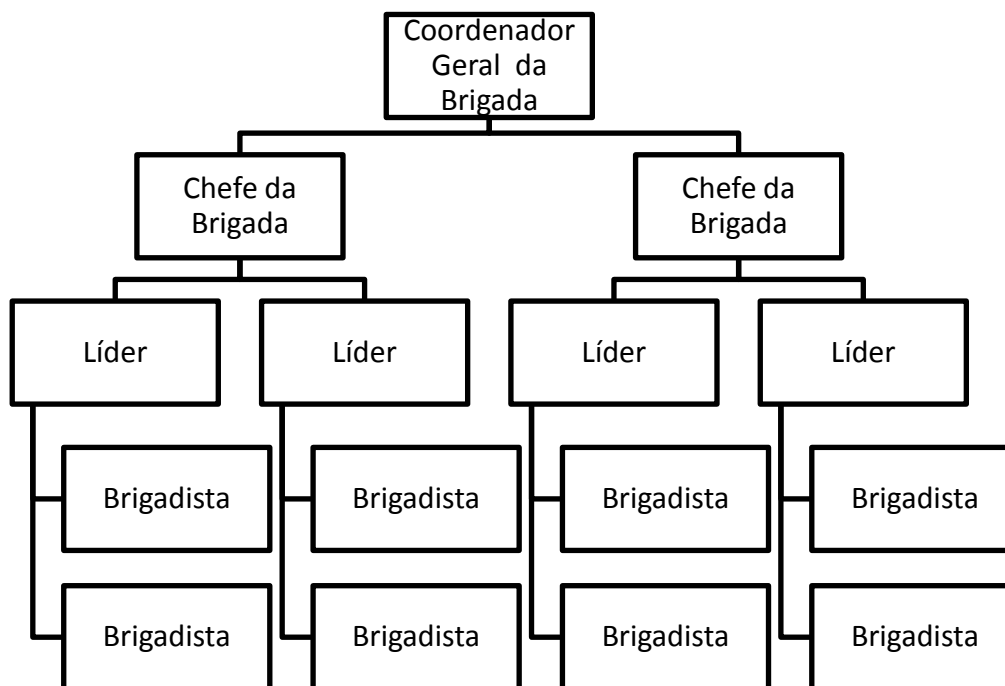 Coordenador
Geral da
Brigada
Chefe da
Brigada
Chefe da
Brigada
Líder
Líder
Líder
Líder
Brigadista
Brigadista
Brigadista
Brigadista
Brigadista
Brigadista
Brigadista
Brigadista